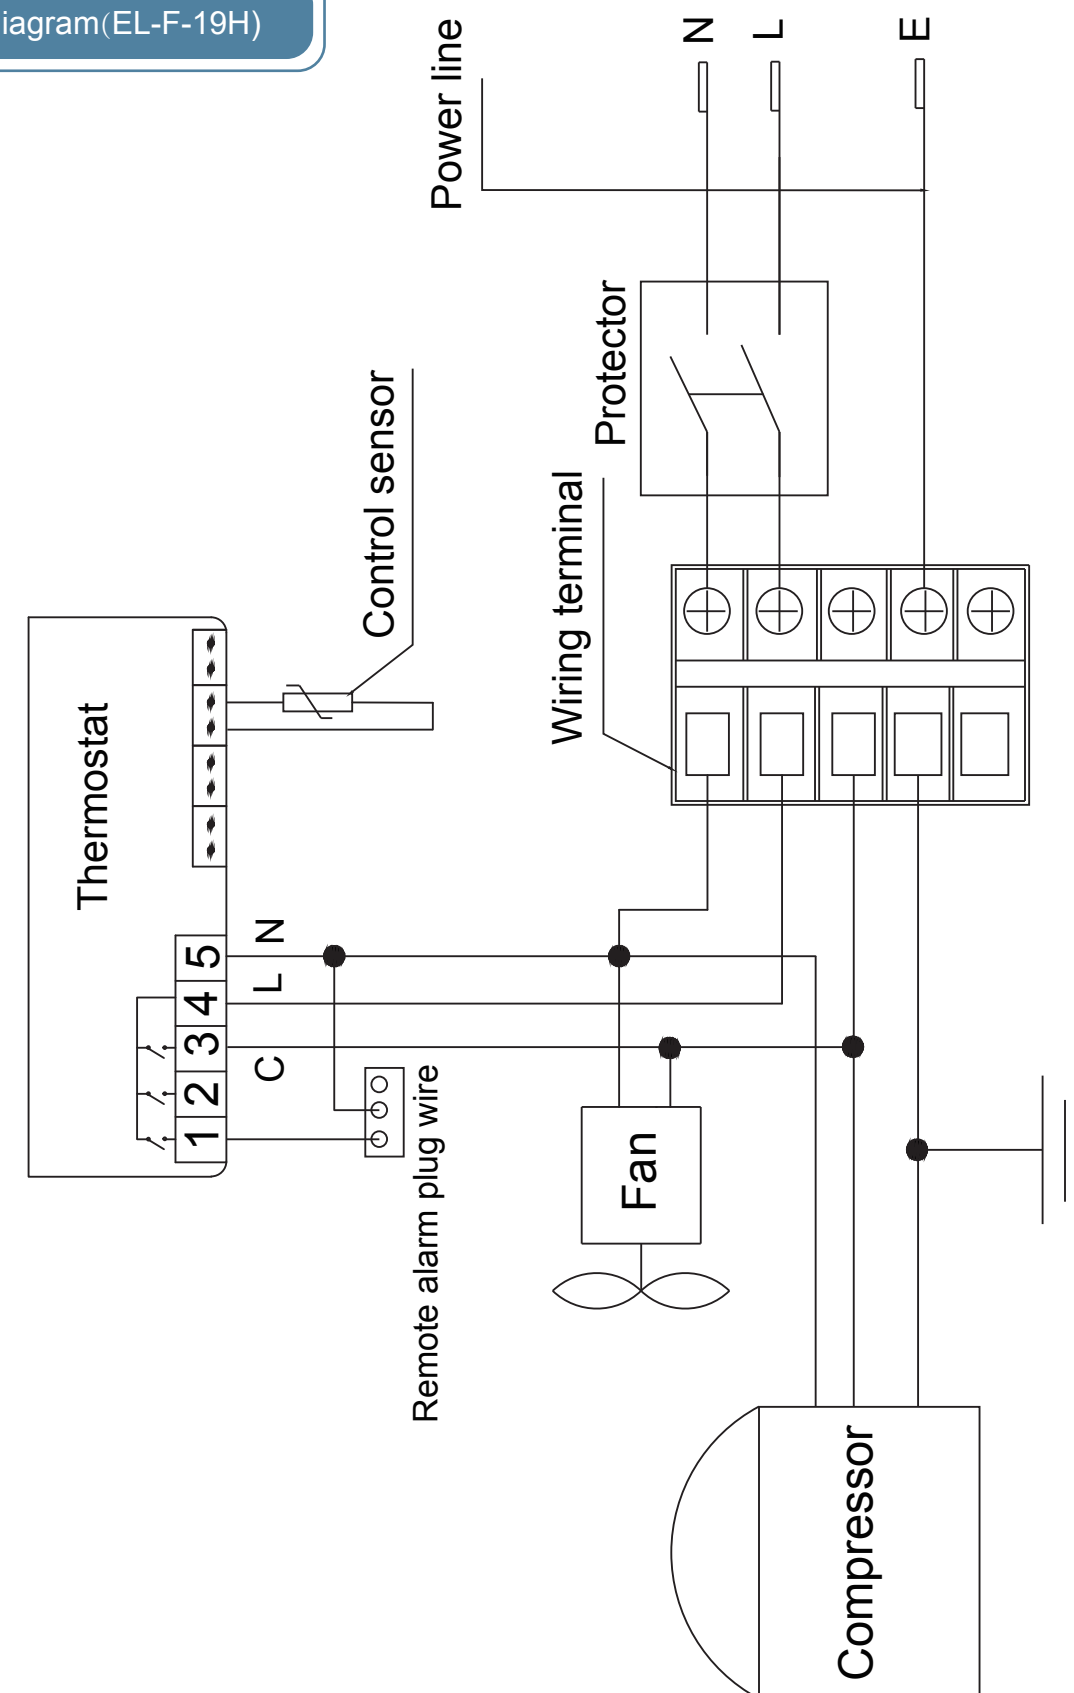 iagram(EL-F-19H)
Power line
N
L
E
Protector
Control sensor
Wiring terminal
Thermostat
N
L
C
5
4
3
2
1
Remote alarm plug wire
Fan
Compressor